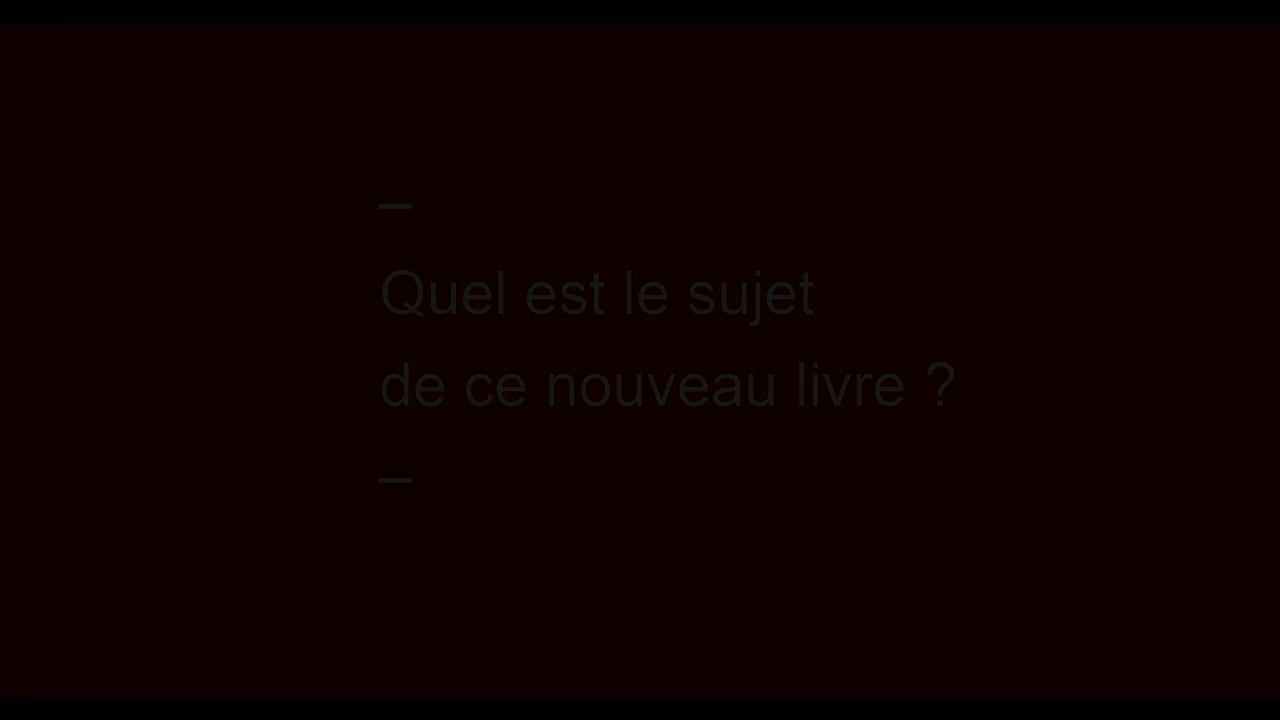 –
Quel est le sujet
de ce nouveau livre ?
–